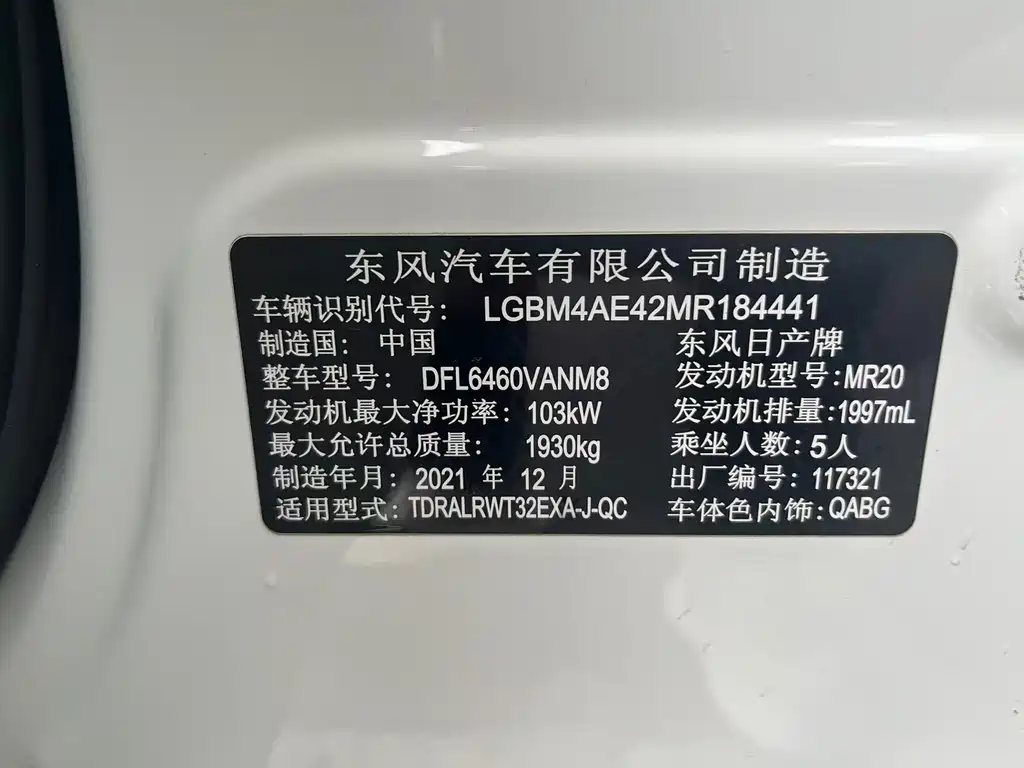 东风汽车有限公司制造
车辆识别代号： LGBM4AE42MR184441
制造国： 中国 东风日产牌
整车型号： DFL6460VANM8 发动机型号:MR20
发动机最大净功率: 103kW 发动机排量:1997mL
最大允许总质量: 1930kg 乘坐人数: 5人
制造年月: 2021 年 12 月 出厂编号: 117321
适用型式: TDRALRWT32EXA-J-QC 车体色内饰:QABG